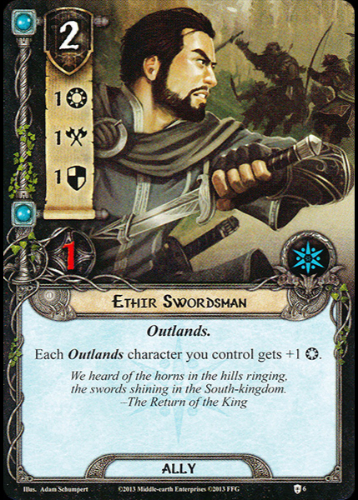 2
1
1
1
1
Ethir Swordsman
Outlands.
Each Outlands character you control gets +1 .
We heard of the horns in the hills ringing,
the swords shining in the South-kingdom.
–The Return of the King
ALLY
Illus. Adam Schumpert ©2013 Middle-earth Enterprises ©2013 FFG 6